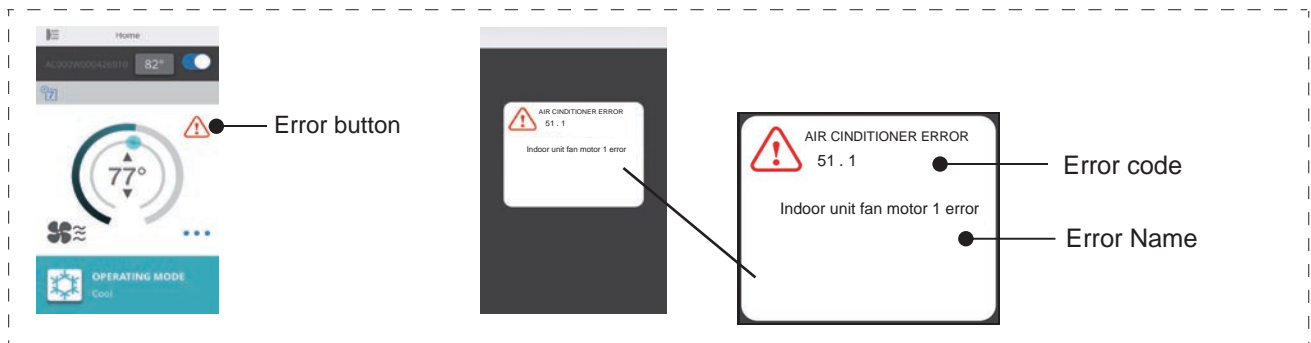 Home
82°
Error button
77°
OPERATING MODE
Cool
AIR CINDITIONER ERROR
51 . 1
Indoor unit fan motor 1 error
AIR CINDITIONER ERROR
51 . 1
Indoor unit fan motor 1 error
Error code
Error Name